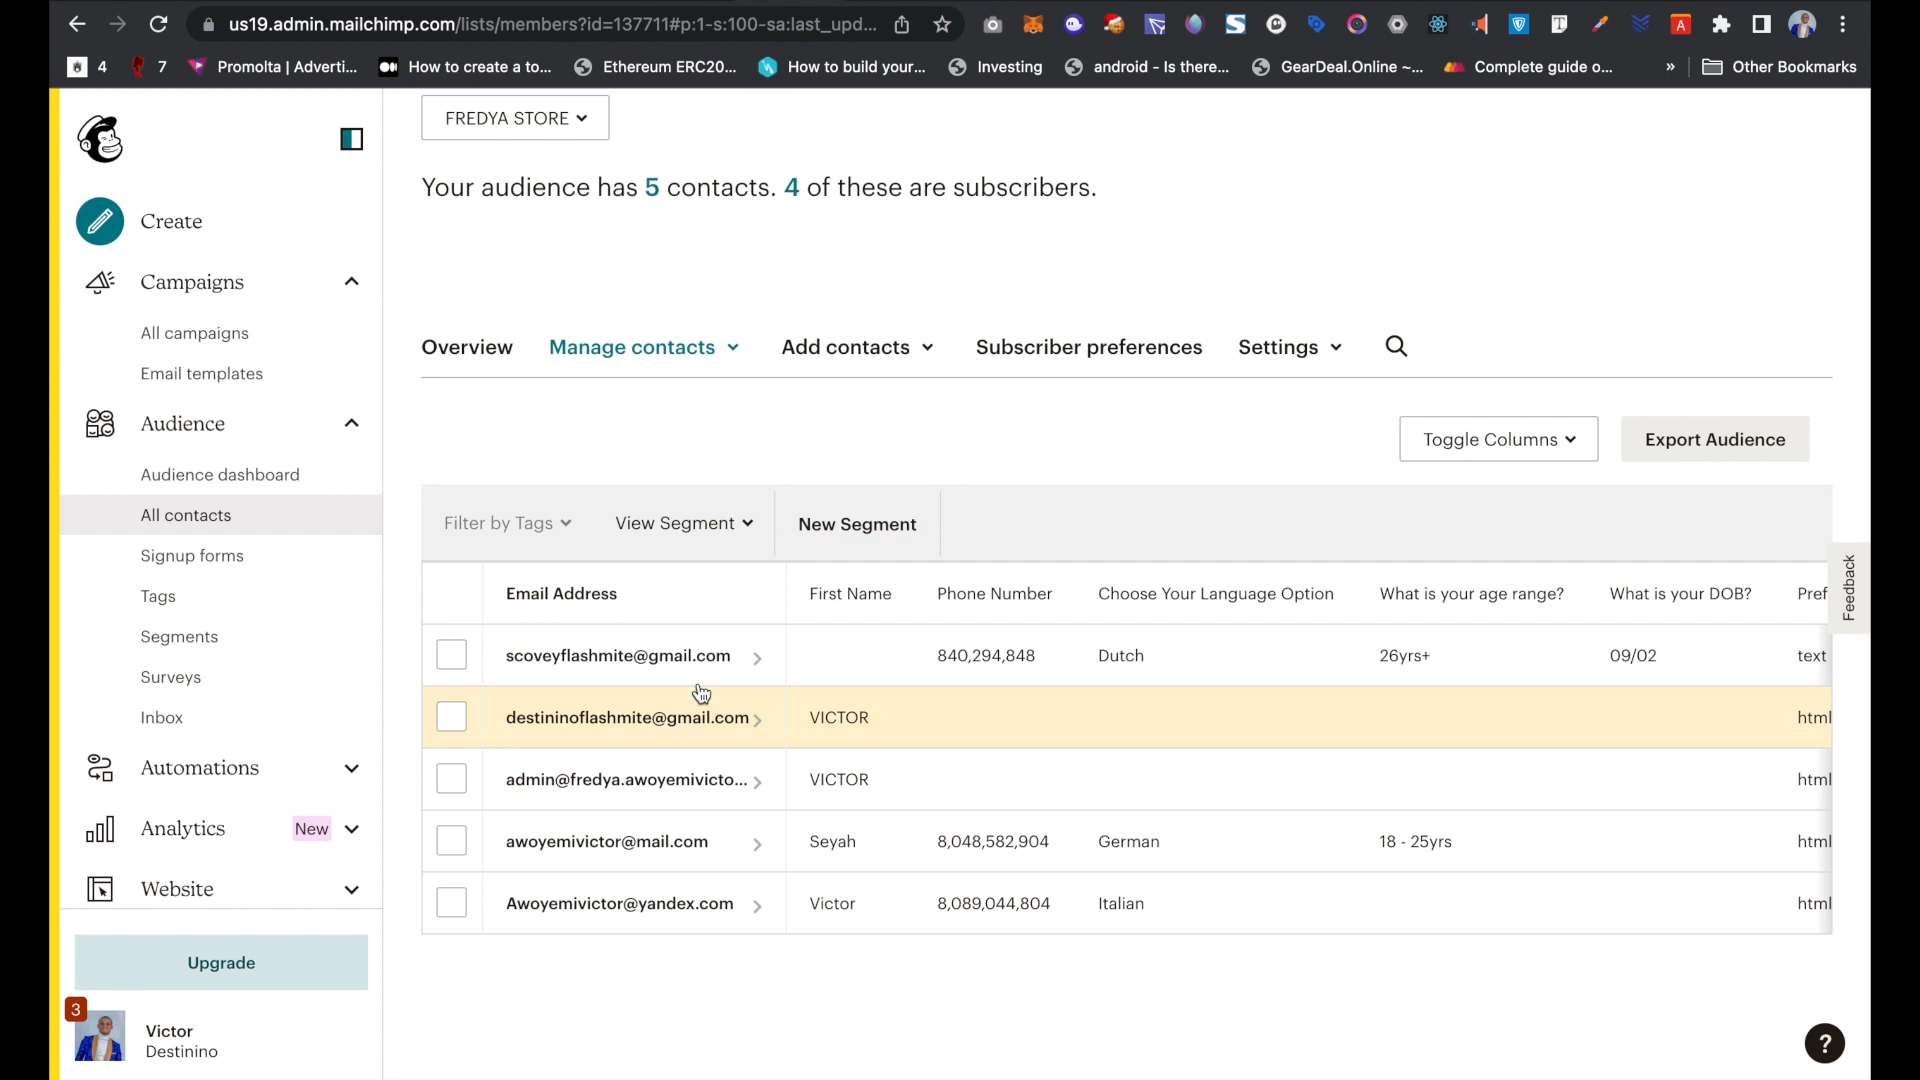 us19.admin.mailchimp.com/lists/members?id=137711#p:1-s:100-sa:last_upd...
4
7
Promolta | Adverti...
How to create a to...
Ethereum ERC20...
How to build your...
Investing
android - Is there...
GearDeal.Online ~...
Complete guide o...
»
Other Bookmarks
Create
Campaigns
All campaigns
Email templates
Audience
Audience dashboard
All contacts
Signup forms
Tags
Segments
Surveys
Inbox
Automations
Analytics New
Website
Upgrade
3
Victor
Destinino
FREDYA STORE
Your audience has 5 contacts. 4 of these are subscribers.
Overview Manage contacts Add contacts Subscriber preferences Settings
Toggle Columns Export Audience
Filter by Tags View Segment New Segment
Email Address First Name Phone Number Choose Your Language Option What is your age range? What is your DOB? Pref
scoveyflashmite@gmail.com 840,294,848 Dutch 26yrs+ 09/02 text
destininoflashmite@gmail.com VICTOR html
admin@fredya.awoyemivicto... VICTOR html
awoyemivictor@mail.com Seyah 8,048,582,904 German 18 - 25yrs html
Awoyemivictor@yandex.com Victor 8,089,044,804 Italian html
Feedback
?